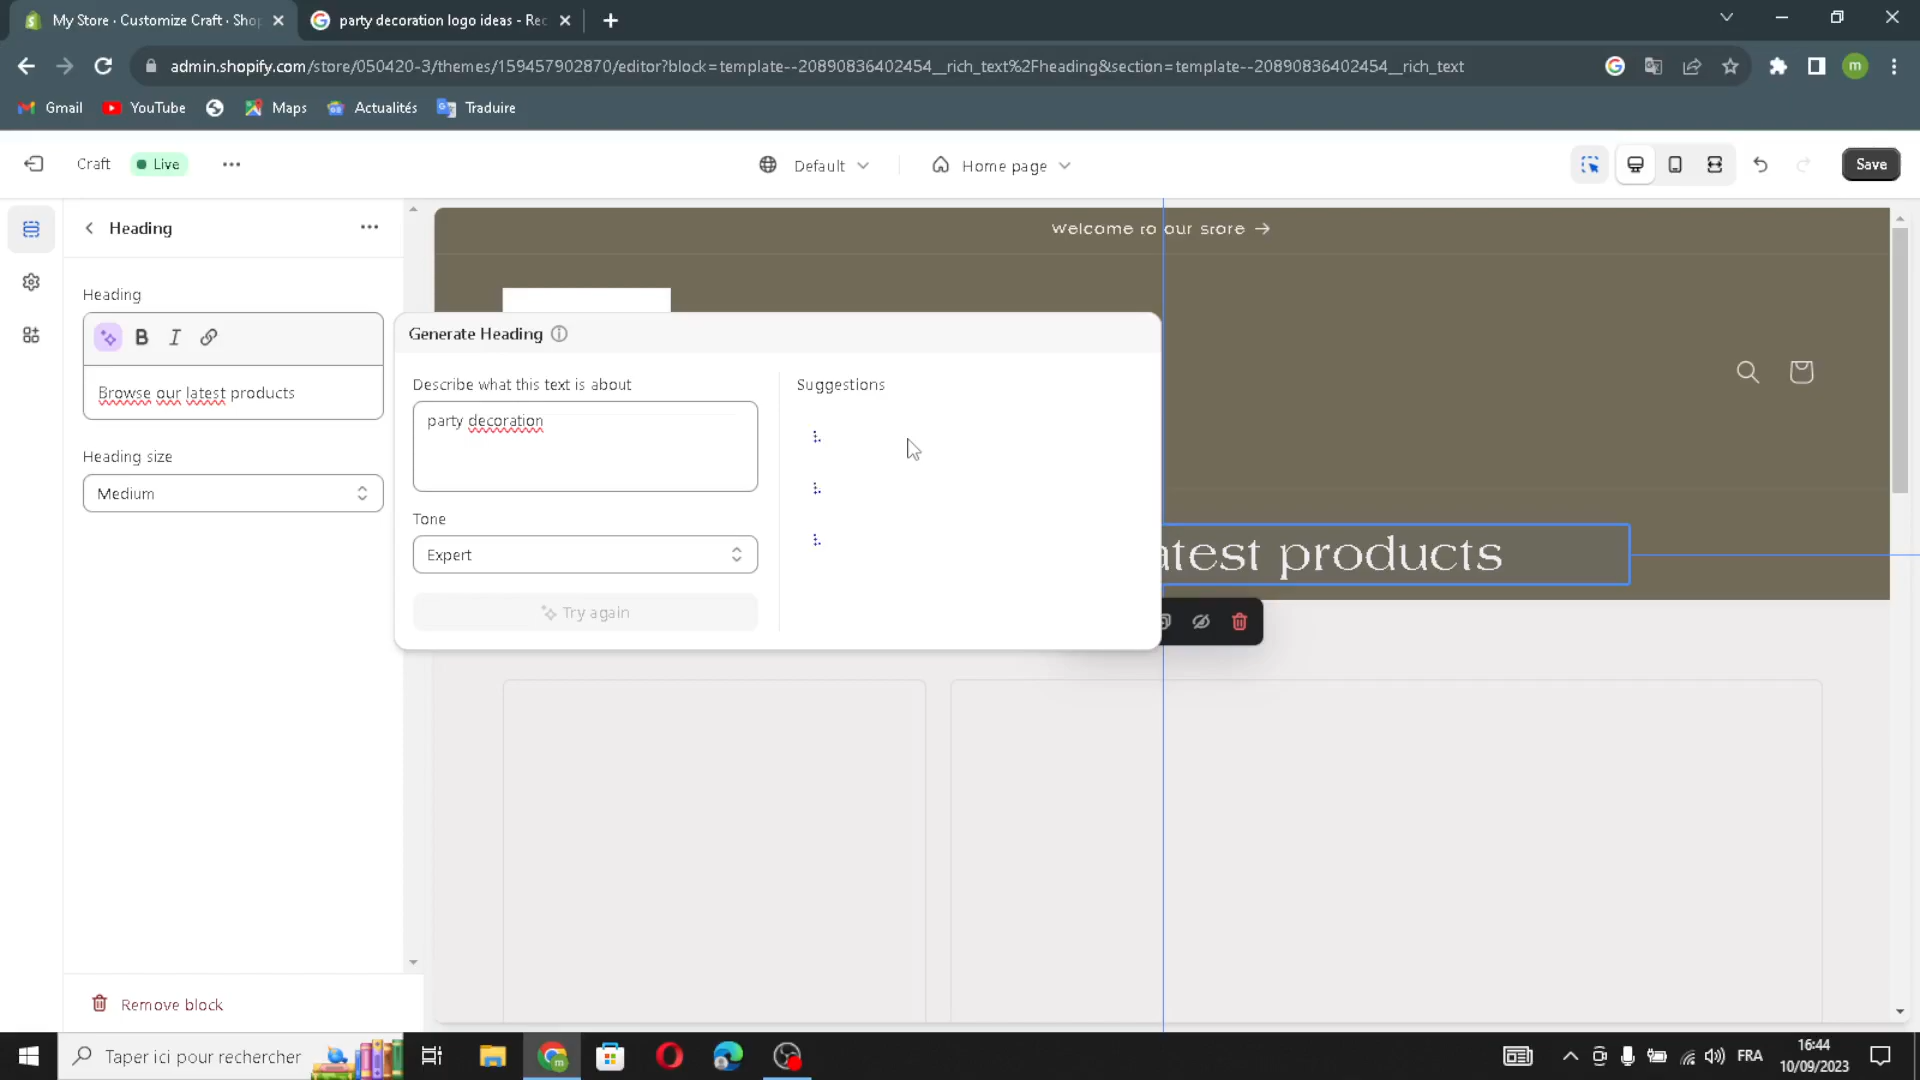 My Store · Customize Craft · Sho
party decoration logo ideas - Rec
admin.shopify.com/store/050420-3/themes/159457902870/editor?block=template--20890836402454__rich_text%2Fheading&section=template--20890836402454__rich_text
m
Gmail
YouTube
Maps
Actualités
Traduire
Craft
Live
Default
Home page
Save
Heading
Welcome to our store →
Heading
Browse our latest products
Heading size
Medium
Generate Heading
Describe what this text is about
party decoration
Suggestions
Tone
Expert
Try again
atest products
Remove block
Taper ici pour rechercher
FRA
16:44
10/09/2023